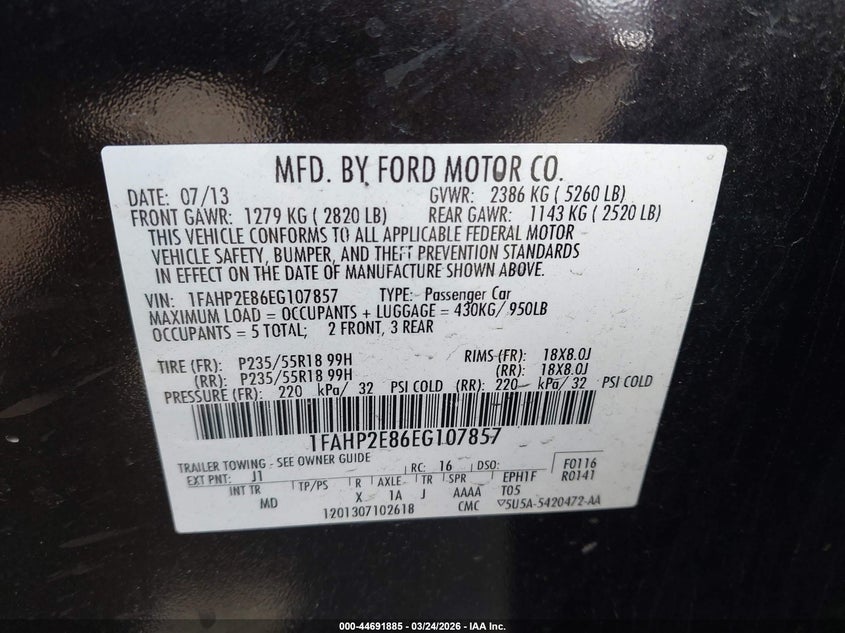 MFD. BY FORD MOTOR CO.
DATE: 07/13 GVWR: 2386 KG ( 5260 LB)
FRONT GAWR: 1279 KG ( 2820 LB) REAR GAWR: 1143 KG ( 2520 LB)
THIS VEHICLE CONFORMS TO ALL APPLICABLE FEDERAL MOTOR
VEHICLE SAFETY, BUMPER, AND THEFT PREVENTION STANDARDS
IN EFFECT ON THE DATE OF MANUFACTURE SHOWN ABOVE.
VIN: 1FAHP2E86EG107857 TYPE: Passenger Car
MAXIMUM LOAD = OCCUPANTS + LUGGAGE = 430KG/ 950LB
OCCUPANTS = 5 TOTAL; 2 FRONT, 3 REAR
TIRE (FR): P235/55R18 99H RIMS (FR): 18X8.0J
(RR): P235/55R18 99H (RR): 18X8.0J
PRESSURE (FR): 220 kPa/ 32 PSI COLD (RR): 220 kPa/ 32 PSI COLD
1FAHP2E86EG107857
TRAILER TOWING - SEE OWNER GUIDE
EXT PNT: J1 RC: 16 DSO: F0116
INT TR TP/PS R AXLE TR SPR EPH1F R0141
MD X 1A J AAAA T05
1201307102618 CMC ▽5U5A-5420472-AA
000-44691885 - 03/24/2026 - IAA Inc.